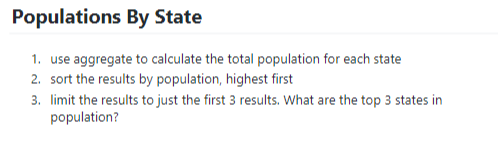 Populations By State
1. use aggregate to calculate the total population for each state
2. sort the results by population, highest first
3. limit the results to just the first 3 results. What are the top 3 states in
population?